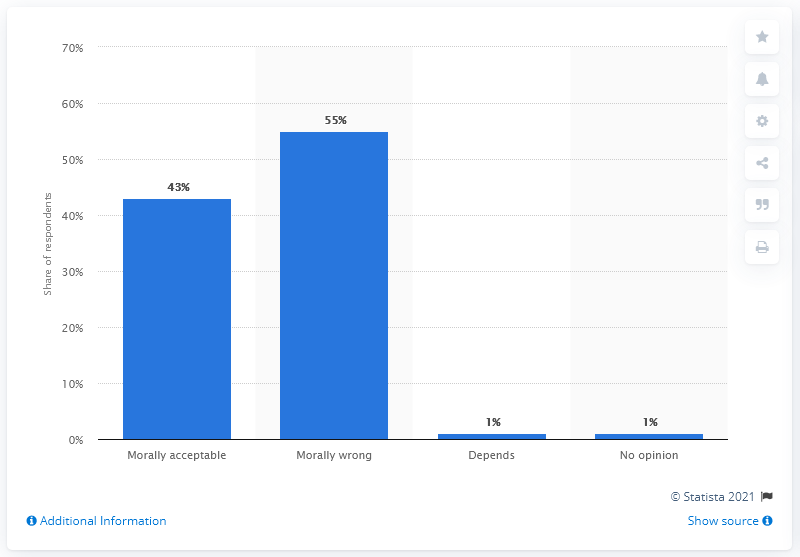 70%
60%
50%
40%
30%
20%
10%
0%
Share of respondents
43%
55%
1%
1%
Morally acceptable
Morally wrong
Depends
No opinion
© Statista 2021
Additional Information
Show source